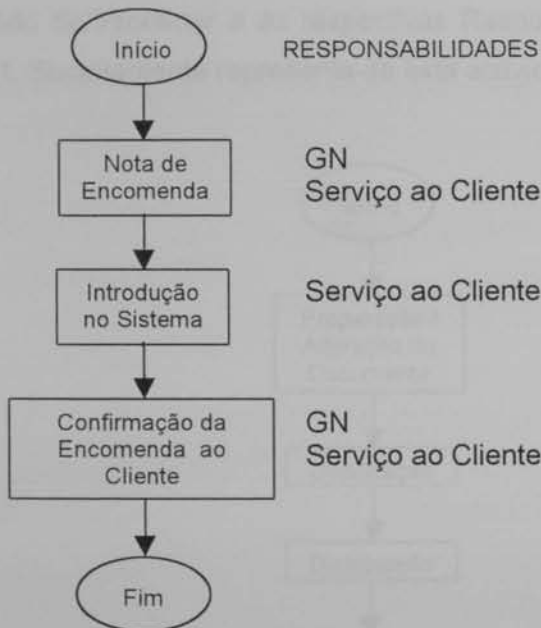 Início
RESPONSABILIDADES
Nota de
Encomenda
GN
Serviço ao Cliente
Introdução
no Sistema
Serviço ao Cliente
Confirmação da
Encomenda ao
Cliente
GN
Serviço ao Cliente
Fim